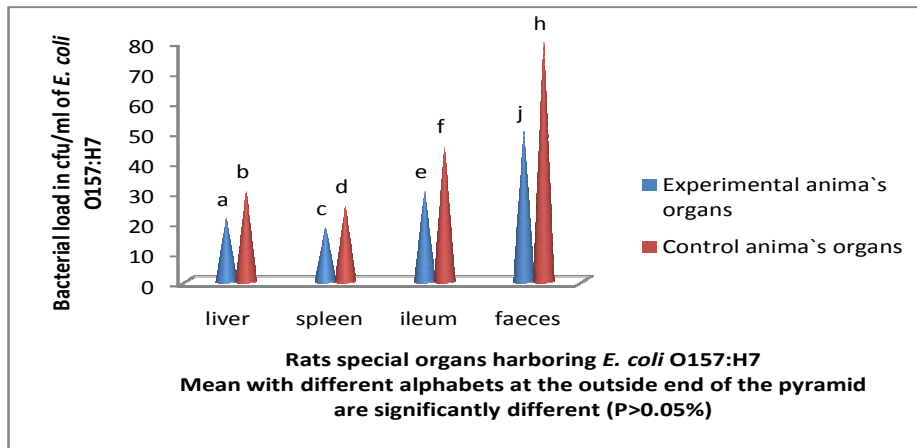 Bacterial load in cfu/ml of E. coli
O157:H7
80
70
60
50
40
30
20
10
0
a
b
c
d
e
f
j
h
liver
spleen
ileum
faeces
Experimental anima`s
organs
Control anima`s organs
Rats special organs harboring E. coli O157:H7
Mean with different alphabets at the outside end of the pyramid
are significantly different (P>0.05%)